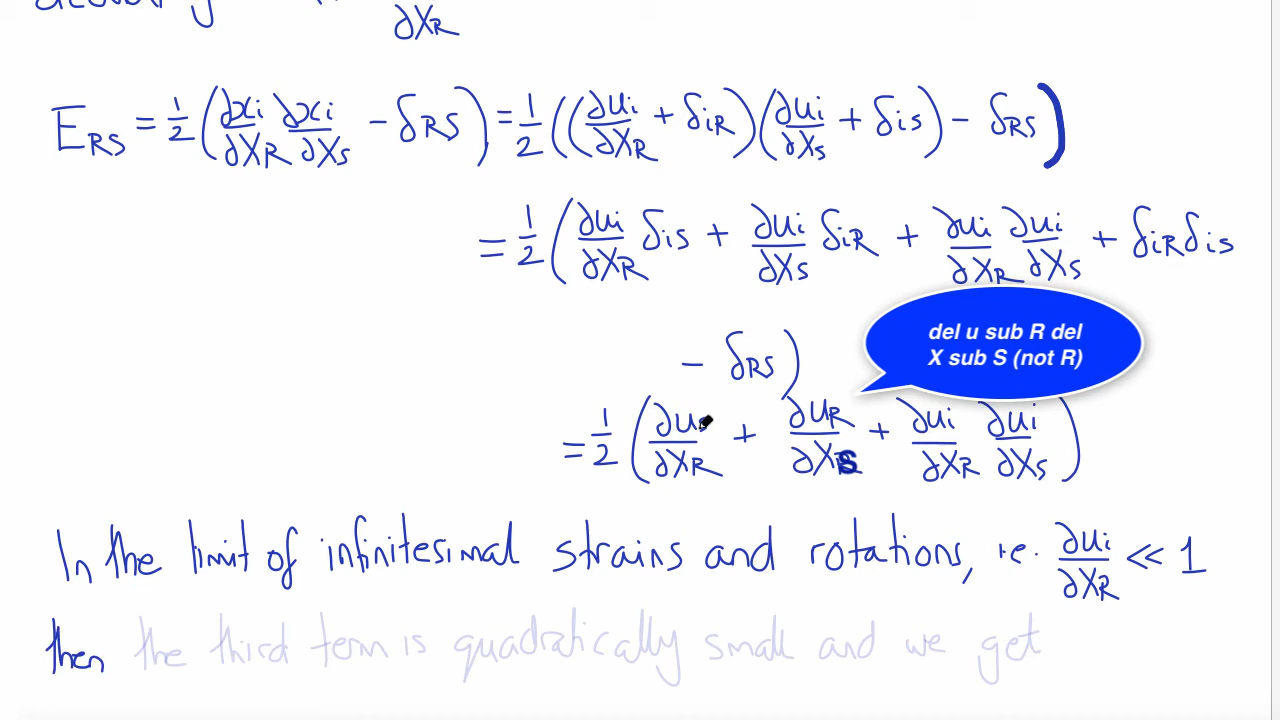 ∂X_R
E_RS = 1/2 (∂x_i/∂X_R ∂x_i/∂X_S − δ_RS) = 1/2 ((∂u_i/∂X_R + δ_iR)(∂u_i/∂X_S + δ_iS) − δ_RS)
= 1/2 (∂u_i/∂X_R δ_iS + ∂u_i/∂X_S δ_iR + ∂u_i/∂X_R ∂u_i/∂X_S + δ_iR δ_iS
− δ_RS)
del u sub R del
X sub S (not R)
= 1/2 (∂u_S/∂X_R + ∂u_R/∂X_S + ∂u_i/∂X_R ∂u_i/∂X_S)
In the limit of infinitesimal strains and rotations, i.e. ∂u_i/∂X_R << 1
then the third term is quadratically small and we get